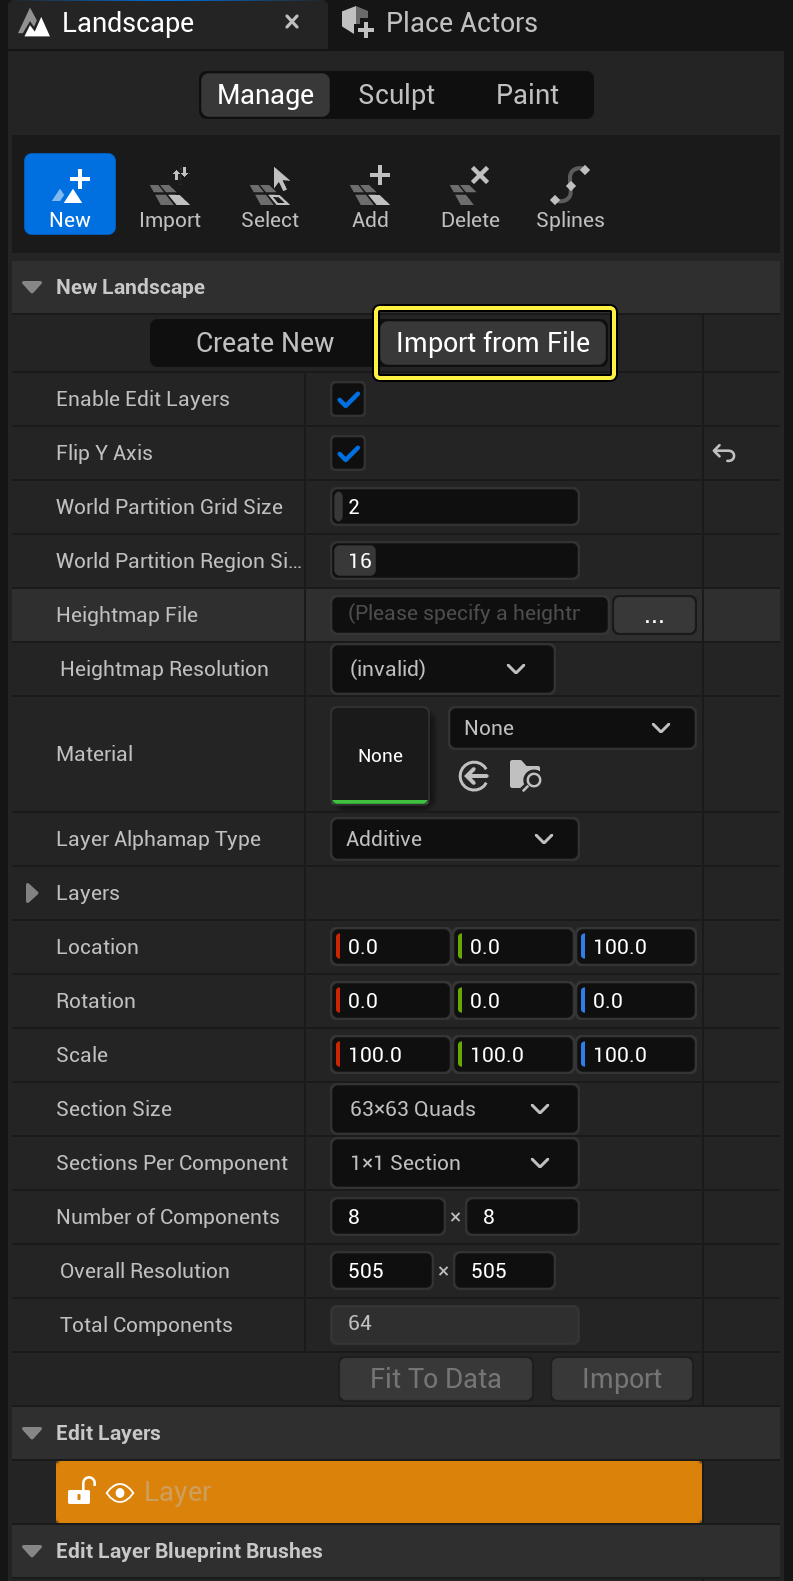 Landscape × Place Actors
Manage Sculpt Paint
New Import Select Add Delete Splines
New Landscape
Create New Import from File
Enable Edit Layers
Flip Y Axis
World Partition Grid Size 2
World Partition Region Si... 16
Heightmap File (Please specify a heightr ...
Heightmap Resolution (invalid)
Material None None
Layer Alphamap Type Additive
Layers
Location 0.0 0.0 100.0
Rotation 0.0 0.0 0.0
Scale 100.0 100.0 100.0
Section Size 63×63 Quads
Sections Per Component 1×1 Section
Number of Components 8 × 8
Overall Resolution 505 × 505
Total Components 64
Fit To Data Import
Edit Layers
Layer
Edit Layer Blueprint Brushes